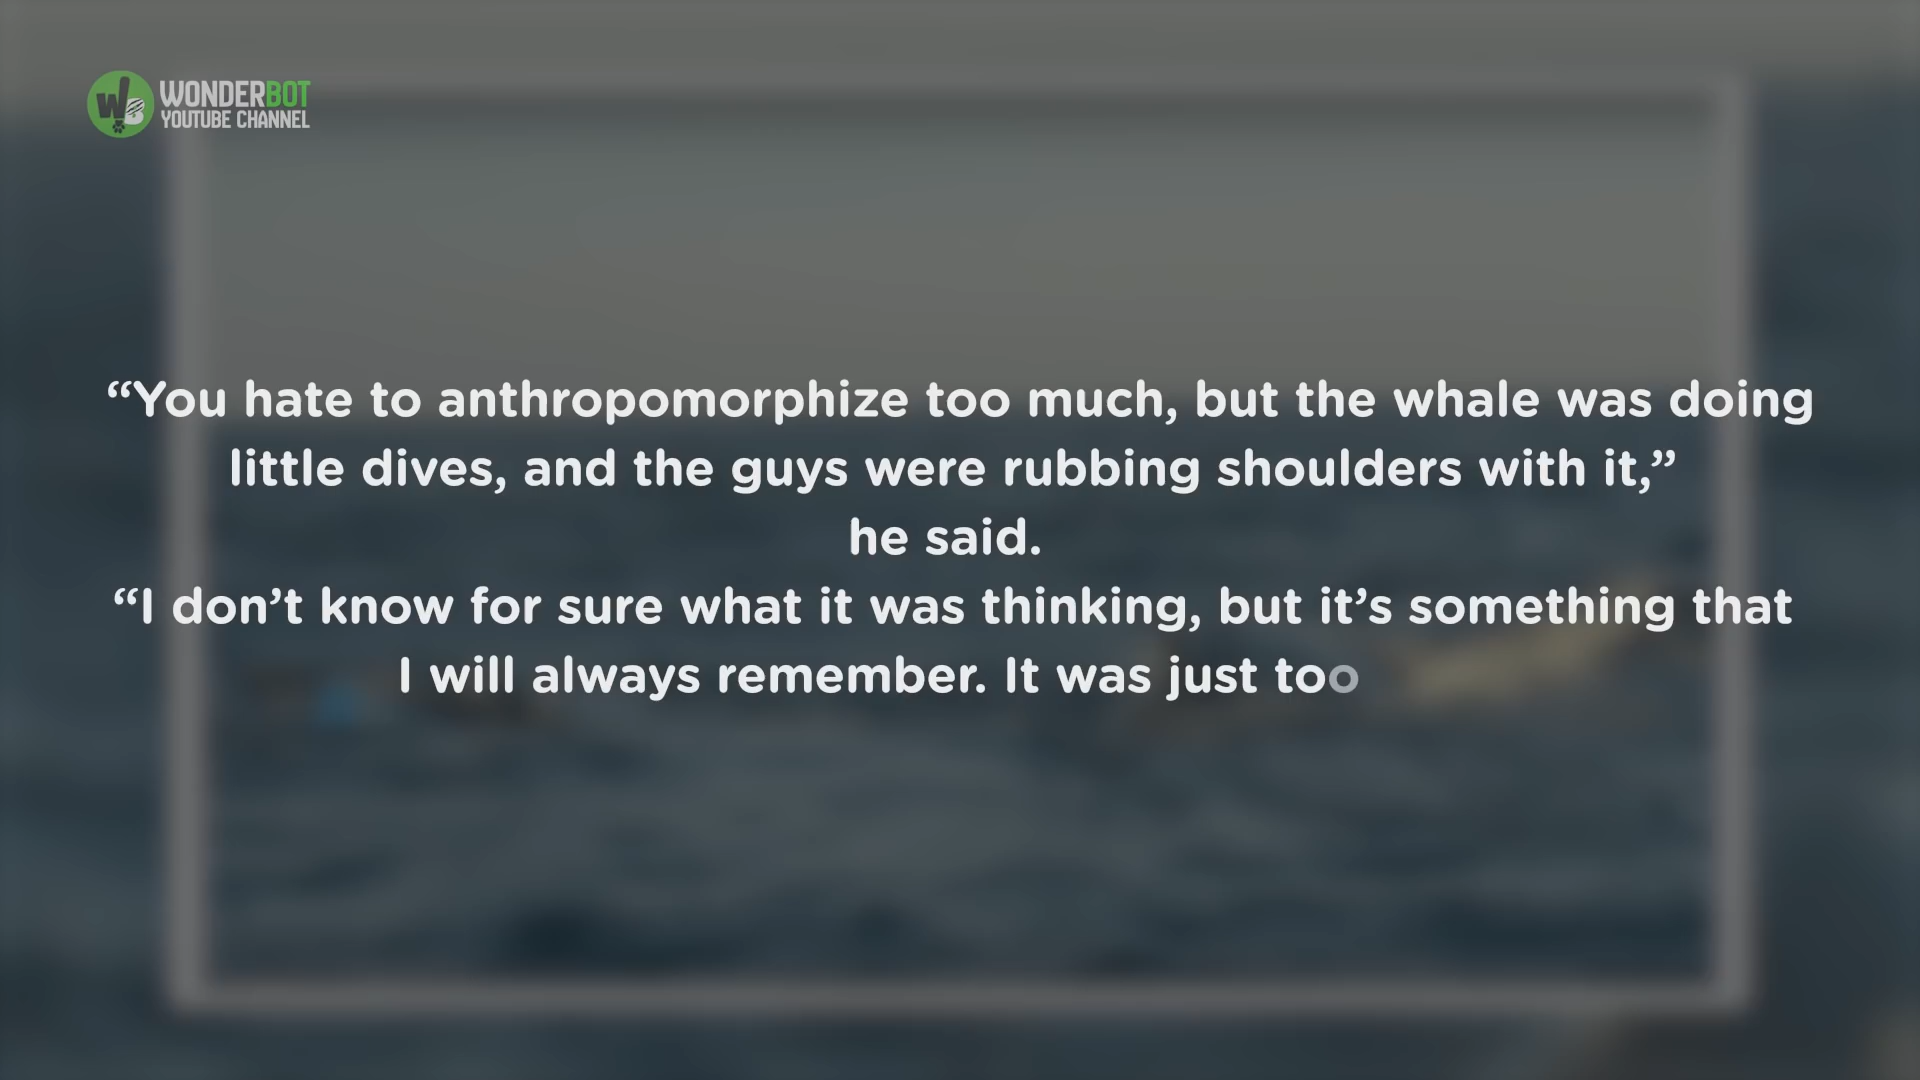 WONDERBOT
YOUTUBE CHANNEL
“You hate to anthropomorphize too much, but the whale was doing
little dives, and the guys were rubbing shoulders with it,”
he said.
“I don’t know for sure what it was thinking, but it’s something that
I will always remember. It was just too